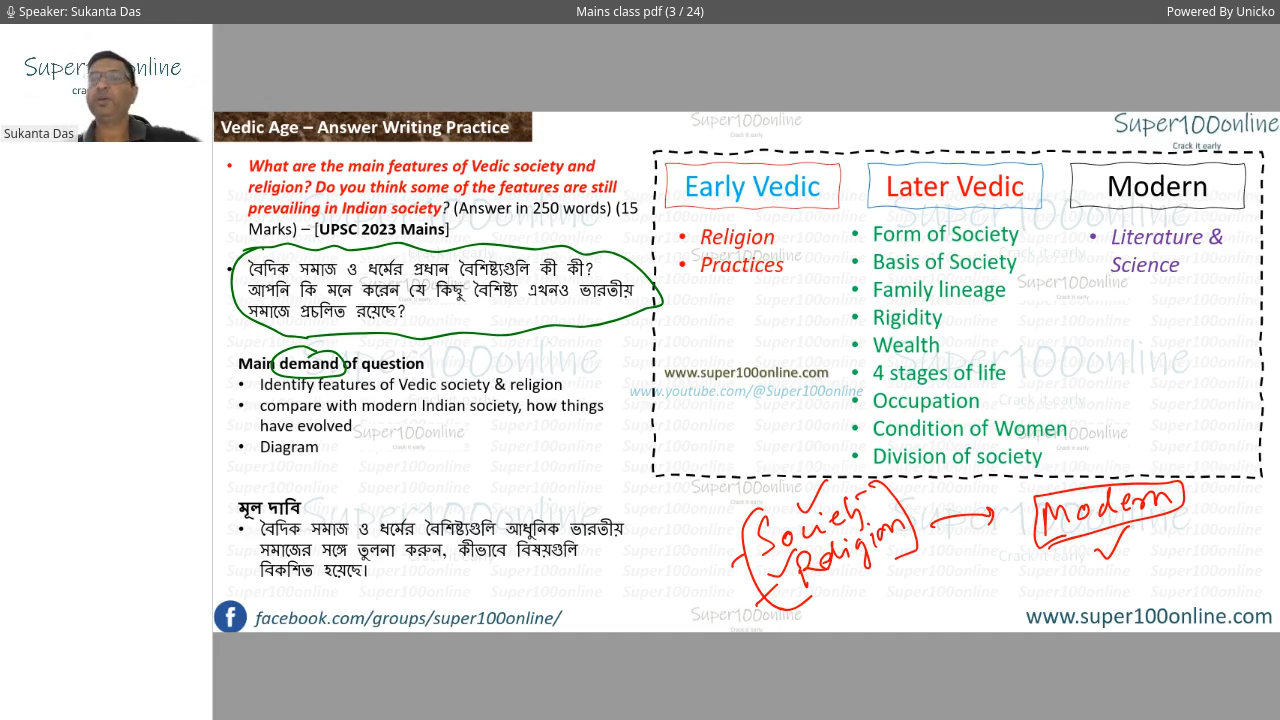 Speaker: Sukanta Das
Mains class pdf (3 / 24)
Powered By Unicko
Super100online
Sukanta Das
Vedic Age – Answer Writing Practice
Super100online
Crack it early
• What are the main features of Vedic society and
religion? Do you think some of the features are still
prevailing in Indian society? (Answer in 250 words) (15
Marks) – [UPSC 2023 Mains]
• বৈদিক সমাজ ও ধর্মের প্রধান বৈশিষ্ট্যগুলি কী কী?
আপনি কি মনে করেন যে কিছু বৈশিষ্ট্য এখনও ভারতীয়
সমাজে প্রচলিত রয়েছে?
Main demand of question
• Identify features of Vedic society & religion
• compare with modern Indian society, how things
have evolved
• Diagram
মূল দাবি
• বৈদিক সমাজ ও ধর্মের বৈশিষ্ট্যগুলি আধুনিক ভারতীয়
সমাজের সঙ্গে তুলনা করুন, কীভাবে বিষয়গুলি
বিকশিত হয়েছে।
Early Vedic
• Religion
• Practices
www.super100online.com
www.youtube.com/@Super100online
Later Vedic
• Form of Society
• Basis of Society
• Family lineage
• Rigidity
• Wealth
• 4 stages of life
• Occupation
• Condition of Women
• Division of society
Modern
• Literature &
Science
Society
Religion
Modern
facebook.com/groups/super100online/
www.super100online.com